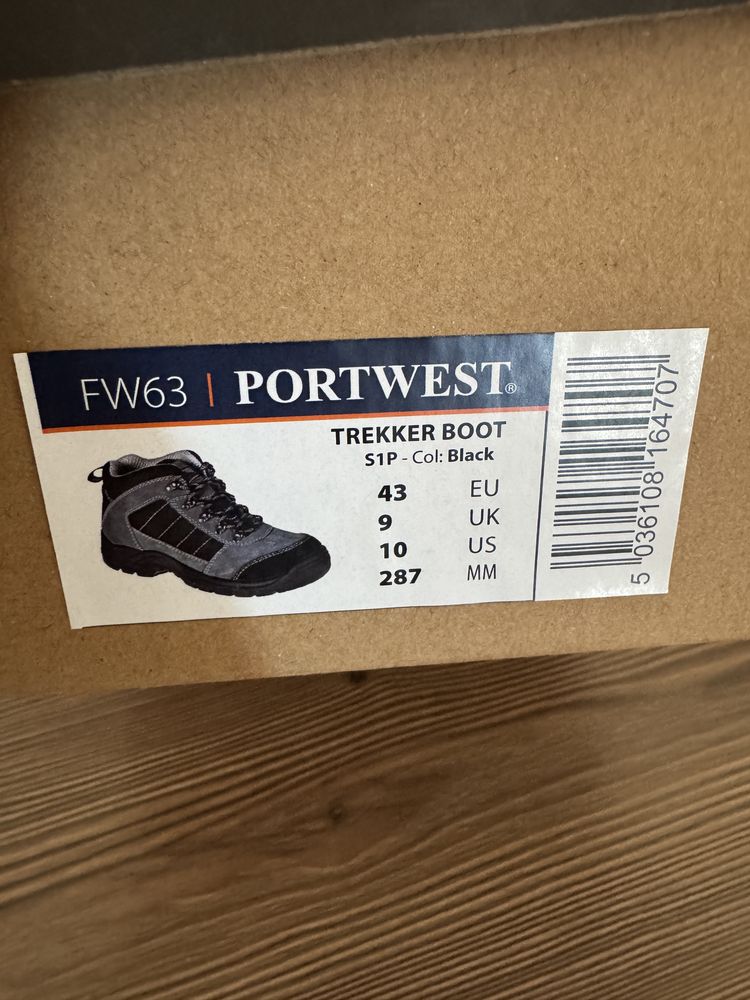 FW63 | PORTWEST®
TREKKER BOOT
S1P - Col: Black
43 EU
9 UK
10 US
287 MM
5 036108 164707